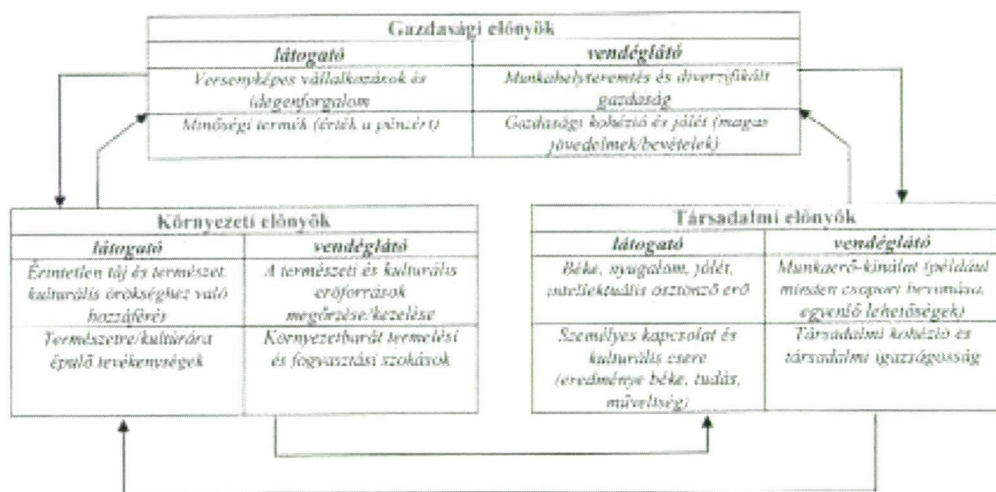 Gazdasági előnyök
látogató
vendéglátó
Versenyképes vállalkozások és
idegenforgalom
Munkahelyteremtés és diverzifikált
gazdaság
Minőségi termék (érték a pénzért)
Gazdasági kohézió és jólét (magas
jövedelmek/bevételek)
Környezeti előnyök
látogató
vendéglátó
Érintetlen táj és természet,
kulturális örökséghez való
hozzáférés
A természeti és kulturális
erőforrások
megőrzése/kezelése
Természetre/kultúrára
épülő tevékenységek
Környezetbarát termelési
és fogyasztási szokások
Társadalmi előnyök
látogató
vendéglátó
Béke, nyugalom, jólét,
intellektuális ösztönző erő
Munkaerő-kínálat (például
minden csoport bevonása,
egyenlő lehetőségek)
Személyes kapcsolat és
kulturális csere
(eredménye béke, tudás,
műveltség)
Társadalmi kohézió és
társadalmi igazságosság